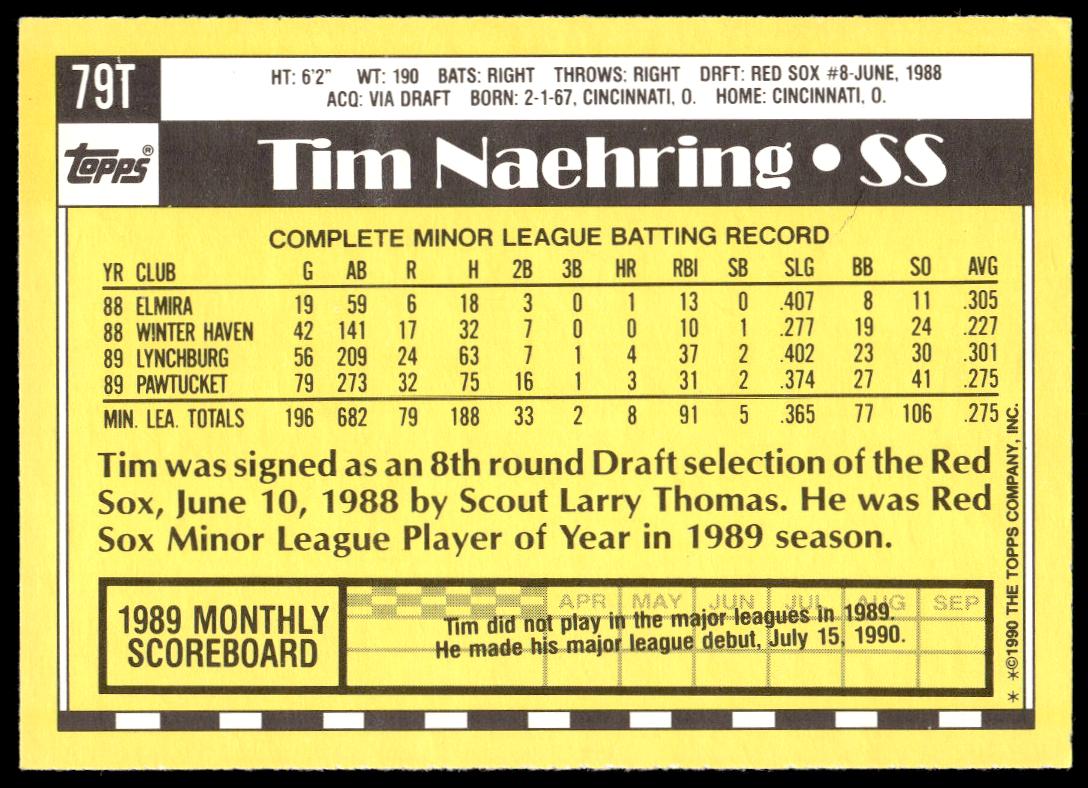 79T
HT: 6'2" WT: 190 BATS: RIGHT THROWS: RIGHT DRFT: RED SOX #8-JUNE, 1988
ACQ: VIA DRAFT BORN: 2-1-67, CINCINNATI, O. HOME: CINCINNATI, O.
TOPPS®
Tim Naehring • SS
COMPLETE MINOR LEAGUE BATTING RECORD
YR CLUB G AB R H 2B 3B HR RBI SB SLG BB SO AVG
88 ELMIRA 19 59 6 18 3 0 1 13 0 .407 8 11 .305
88 WINTER HAVEN 42 141 17 32 7 0 0 10 1 .277 19 24 .227
89 LYNCHBURG 56 209 24 63 7 1 4 37 2 .402 23 30 .301
89 PAWTUCKET 79 273 32 75 16 1 3 31 2 .374 27 41 .275
MIN. LEA. TOTALS 196 682 79 188 33 2 8 91 5 .365 77 106 .275
Tim was signed as an 8th round Draft selection of the Red
Sox, June 10, 1988 by Scout Larry Thomas. He was Red
Sox Minor League Player of Year in 1989 season.
1989 MONTHLY
SCOREBOARD
APR MAY JUN JUL AUG SEP
Tim did not play in the major leagues in 1989.
He made his major league debut, July 15, 1990.
* *©1990 THE TOPPS COMPANY, INC.